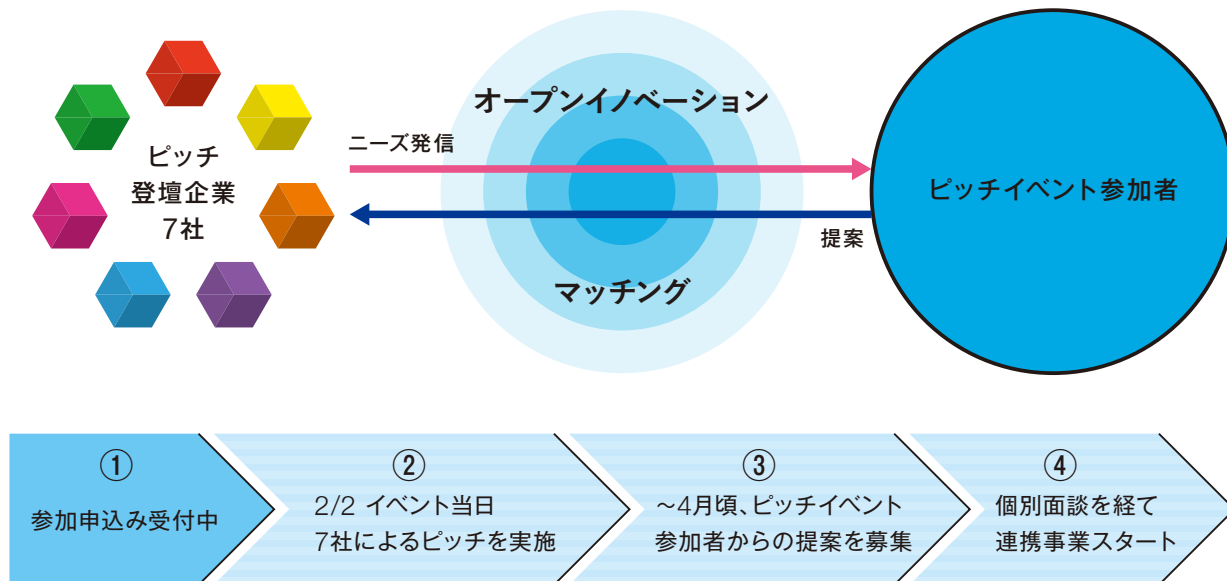 オープンイノベーション
ニーズ発信
ピッチ
登壇企業
7社
ピッチイベント参加者
提案
マッチング
①
参加申込み受付中
②
2/2 イベント当日
7社によるピッチを実施
③
～4月頃、ピッチイベント
参加者からの提案を募集
④
個別面談を経て
連携事業スタート